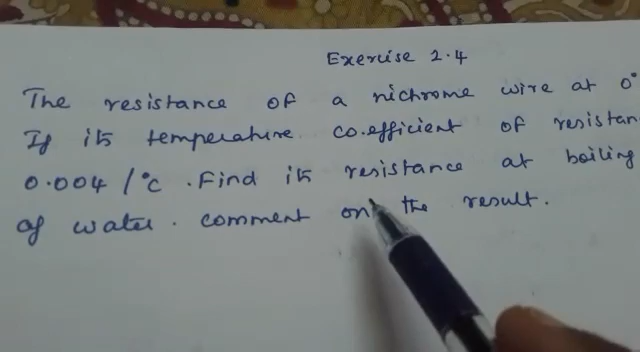 Exercise 2.4
The resistance of a nichrome wire at 0°
If its temperature co.efficient of resistan
0.004 /°c . Find its resistance at boiling
of water . comment on the result.